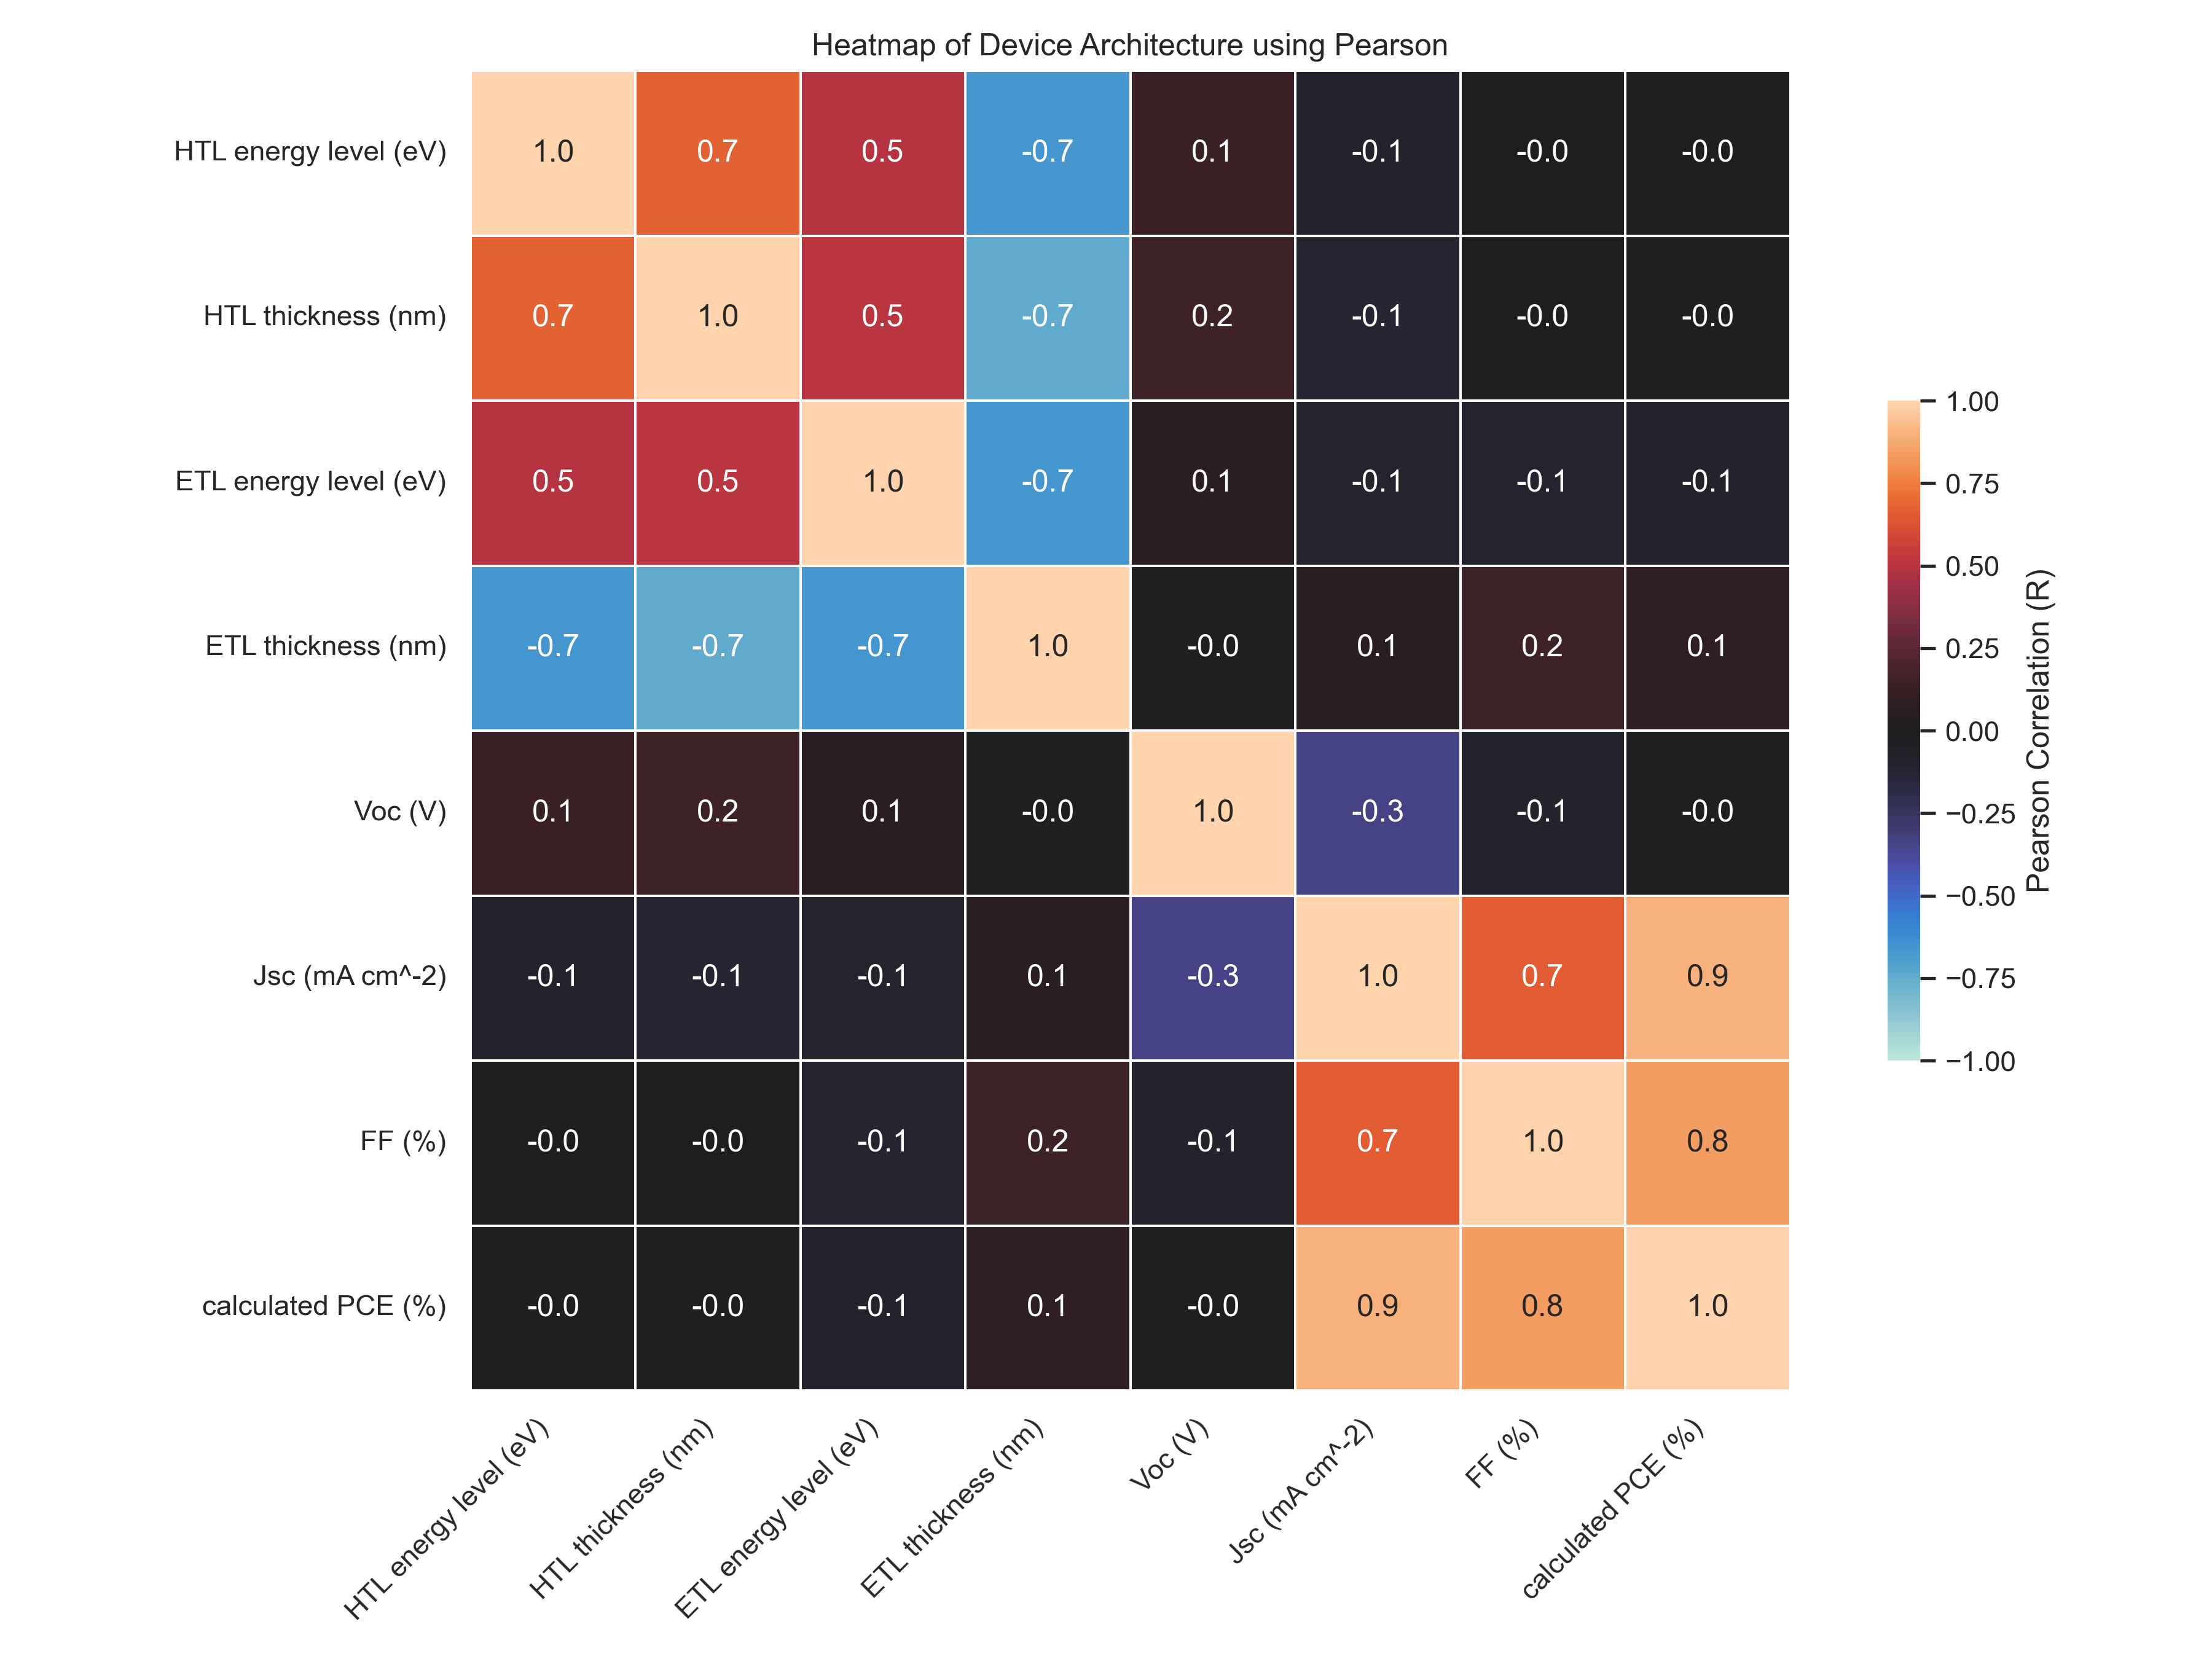 Heatmap of Device Architecture using Pearson
HTL energy level (eV) 1.0 0.7 0.5 -0.7 0.1 -0.1 -0.0 -0.0
HTL thickness (nm) 0.7 1.0 0.5 -0.7 0.2 -0.1 -0.0 -0.0
ETL energy level (eV) 0.5 0.5 1.0 -0.7 0.1 -0.1 -0.1 -0.1
ETL thickness (nm) -0.7 -0.7 -0.7 1.0 -0.0 0.1 0.2 0.1
Voc (V) 0.1 0.2 0.1 -0.0 1.0 -0.3 -0.1 -0.0
Jsc (mA cm^-2) -0.1 -0.1 -0.1 0.1 -0.3 1.0 0.7 0.9
FF (%) -0.0 -0.0 -0.1 0.2 -0.1 0.7 1.0 0.8
calculated PCE (%) -0.0 -0.0 -0.1 0.1 -0.0 0.9 0.8 1.0
HTL energy level (eV)
HTL thickness (nm)
ETL energy level (eV)
ETL thickness (nm)
Voc (V)
Jsc (mA cm^-2)
FF (%)
calculated PCE (%)
1.00
0.75
0.50
0.25
0.00
−0.25
−0.50
−0.75
−1.00
Pearson Correlation (R)